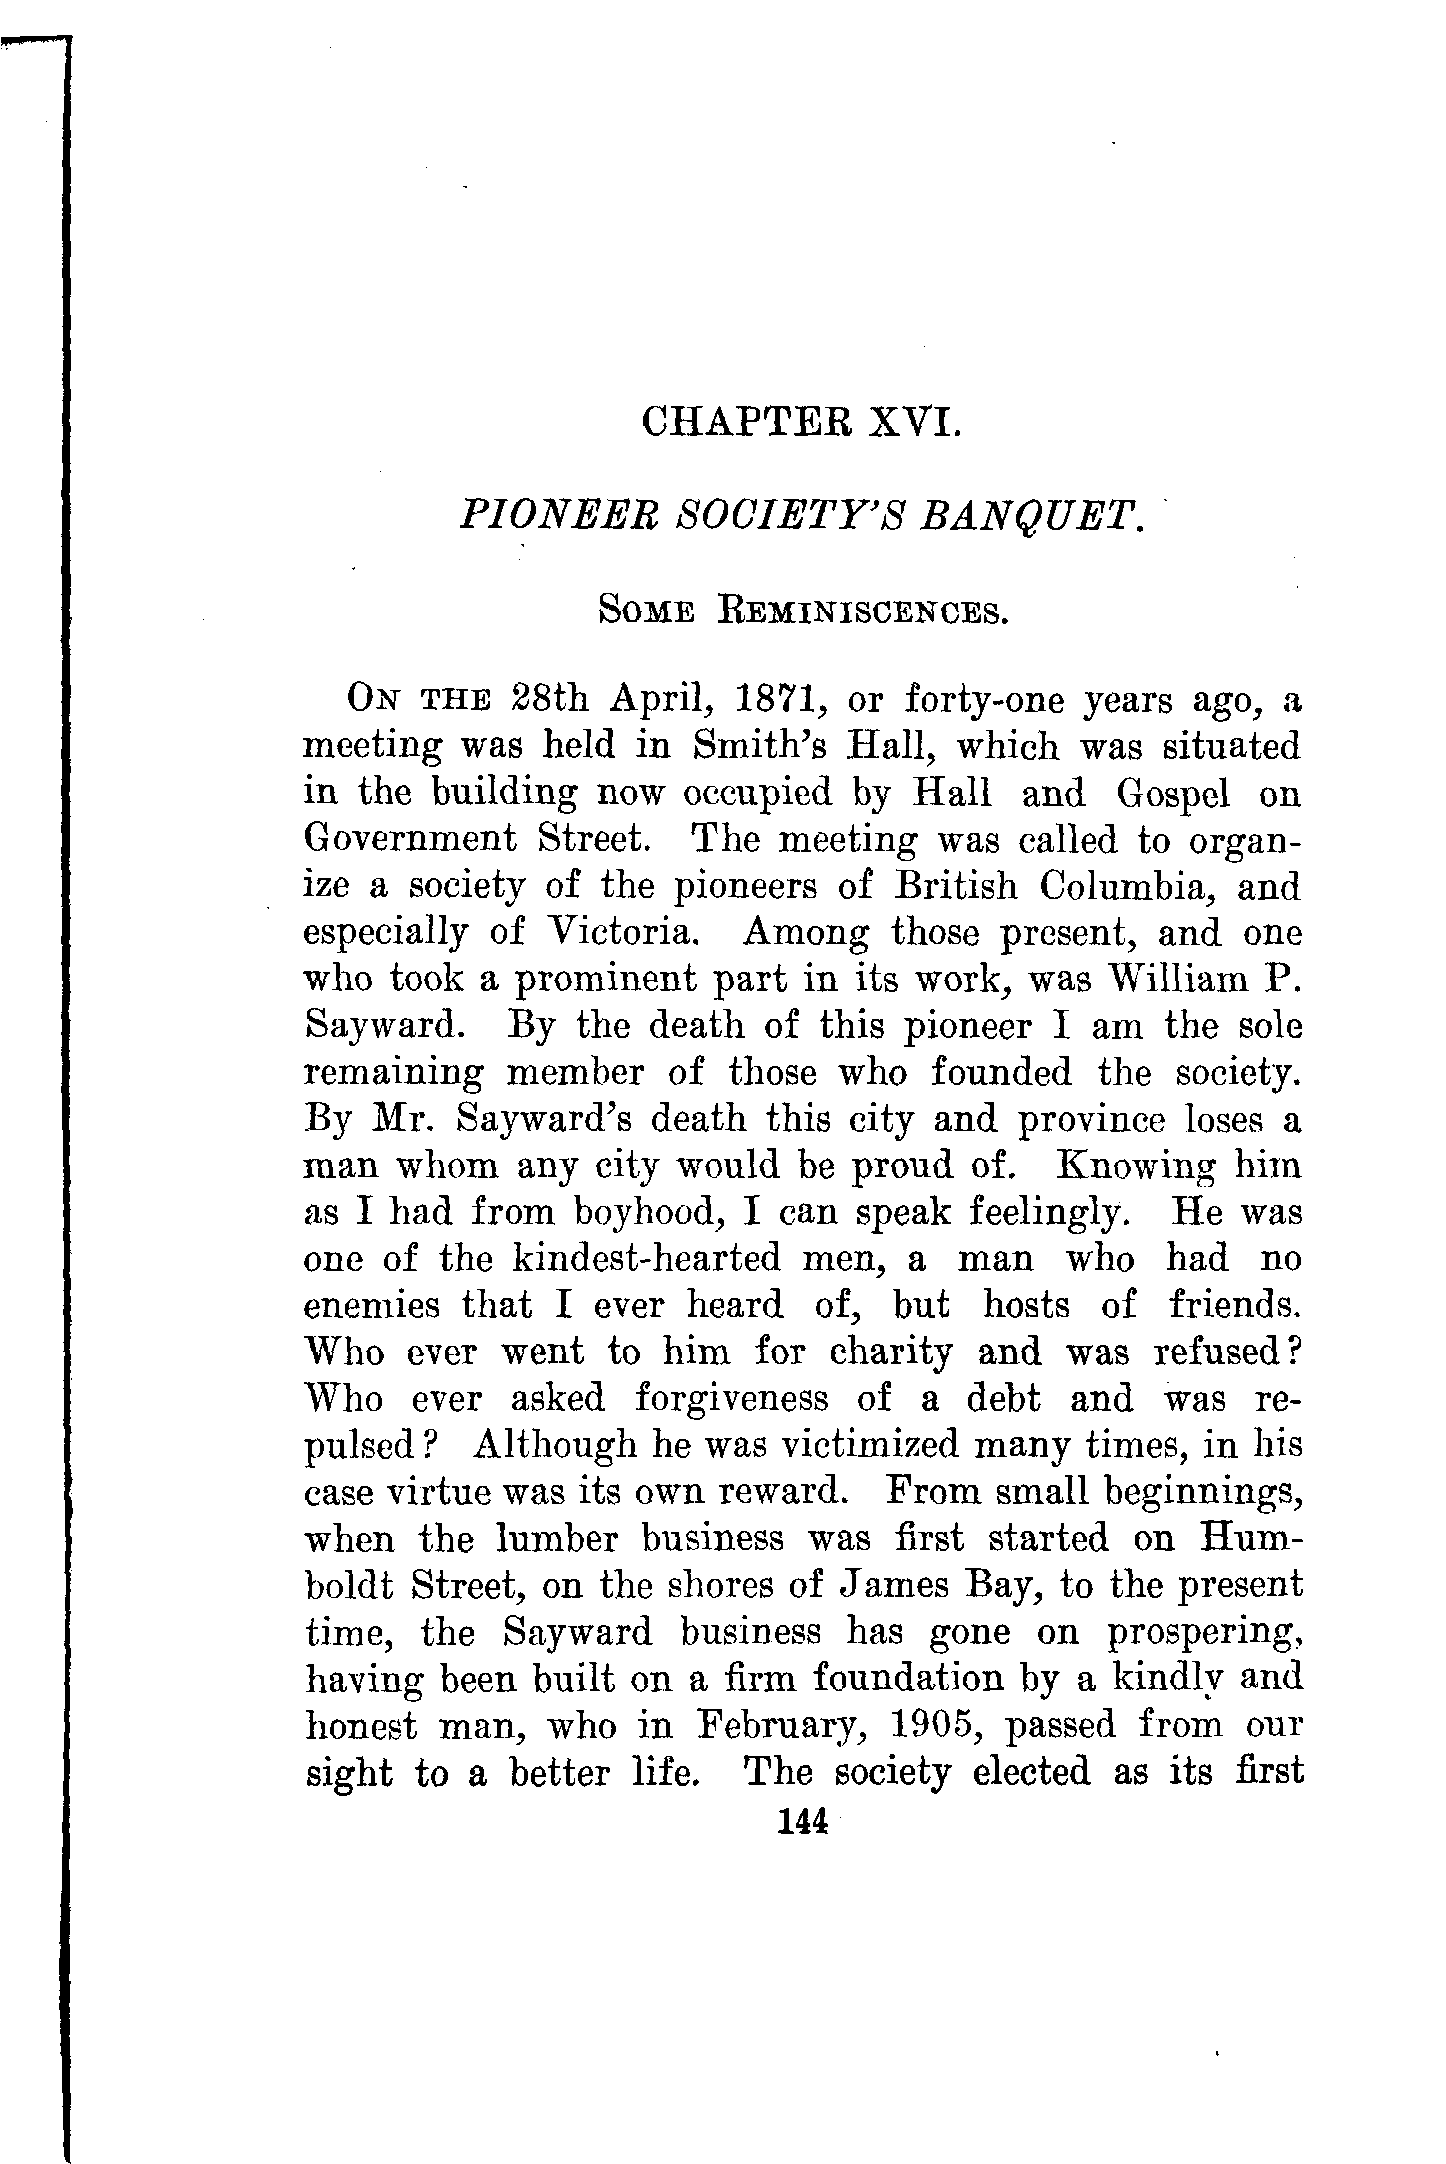 CHAPTER XVI.
PIONEER SOCIETY'S BANQUET.
SOME REMINISCENCES.
ON THE 28th April, 1871, or forty-one years ago, a
meeting was held in Smith's Hall, which was situated
in the building now occupied by Hall and Gospel on
Government Street. The meeting was called to organ-
ize a society of the pioneers of British Columbia, and
especially of Victoria. Among those present, and one
who took a prominent part in its work, was William P.
Sayward. By the death of this pioneer I am the sole
remaining member of those who founded the society.
By Mr. Sayward's death this city and province loses a
man whom any city would be proud of. Knowing him
as I had from boyhood, I can speak feelingly. He was
one of the kindest-hearted men, a man who had no
enemies that I ever heard of, but hosts of friends.
Who ever went to him for charity and was refused?
Who ever asked forgiveness of a debt and was re-
pulsed? Although he was victimized many times, in his
case virtue was its own reward. From small beginnings,
when the lumber business was first started on Hum-
boldt Street, on the shores of James Bay, to the present
time, the Sayward business has gone on prospering,
having been built on a firm foundation by a kindly and
honest man, who in February, 1905, passed from our
sight to a better life. The society elected as its first
144